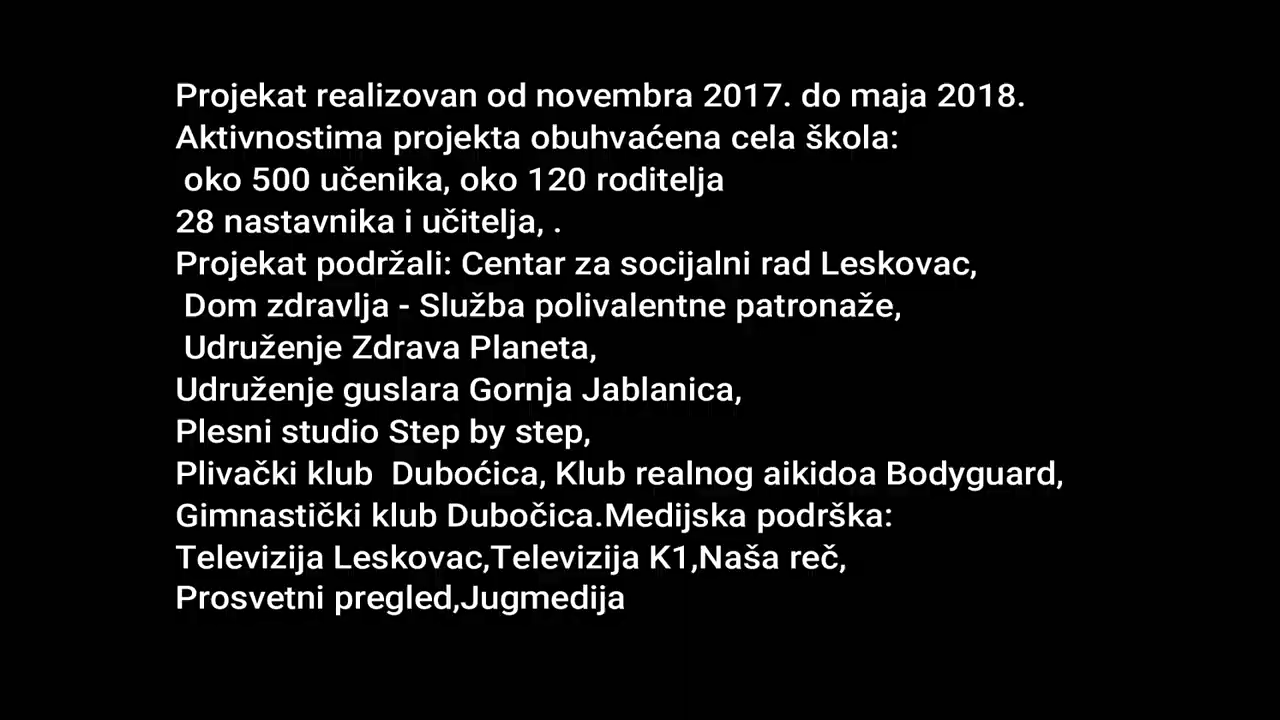 Projekat realizovan od novembra 2017. do maja 2018.
Aktivnostima projekta obuhvaćena cela škola:
oko 500 učenika, oko 120 roditelja
28 nastavnika i učitelja, .
Projekat podržali: Centar za socijalni rad Leskovac,
Dom zdravlja - Služba polivalentne patronaže,
Udruženje Zdrava Planeta,
Udruženje guslara Gornja Jablanica,
Plesni studio Step by step,
Plivački klub  Duboćica, Klub realnog aikidoa Bodyguard,
Gimnastički klub Dubočica.Medijska podrška:
Televizija Leskovac,Televizija K1,Naša reč,
Prosvetni pregled,Jugmedija